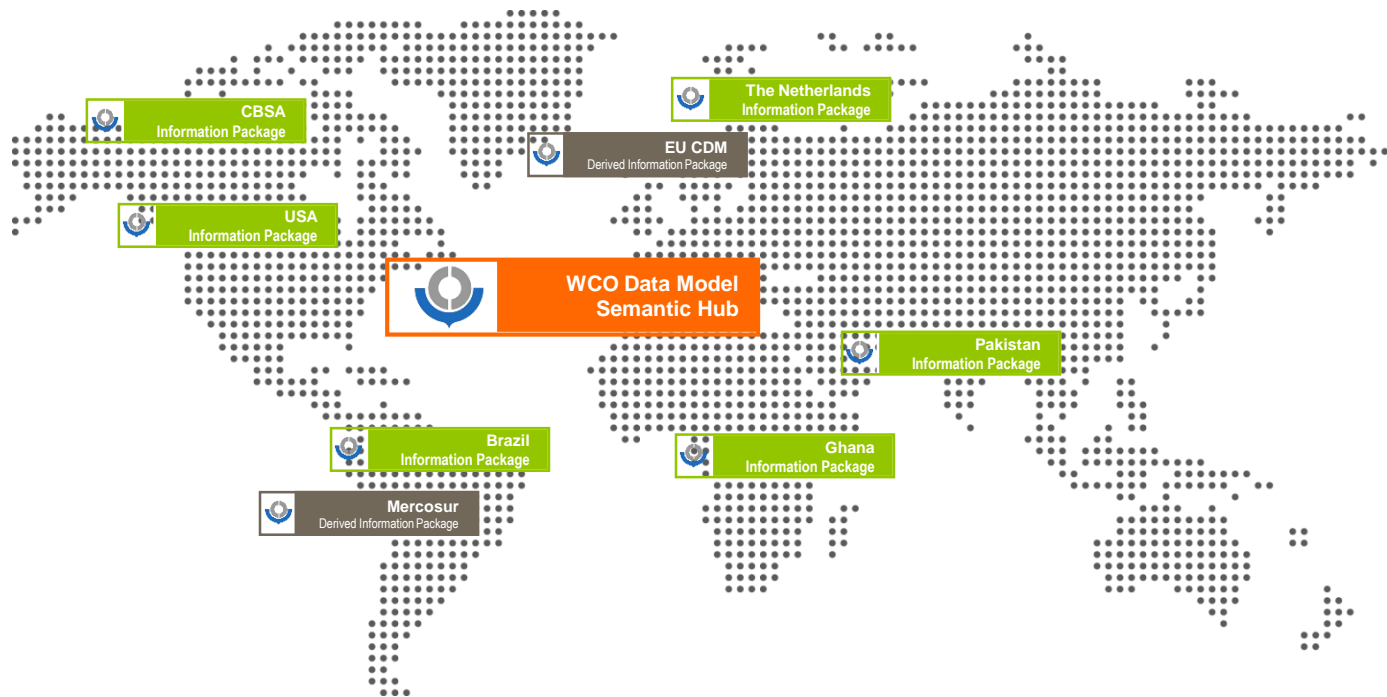 CBSA
Information Package
The Netherlands
Information Package
EU CDM
Derived Information Package
USA
Information Package
WCO Data Model
Semantic Hub
Pakistan
Information Package
Brazil
Information Package
Ghana
Information Package
Mercosur
Derived Information Package